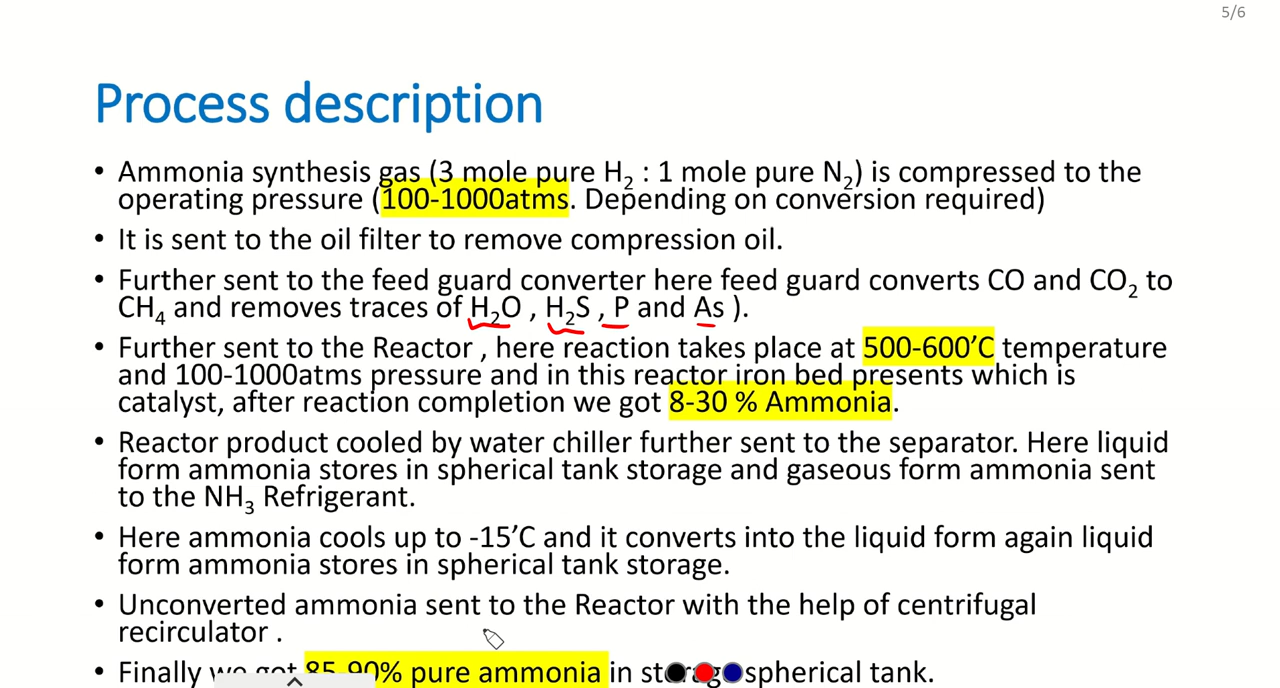 5/6
Process description
• Ammonia synthesis gas (3 mole pure H₂ : 1 mole pure N₂) is compressed to the
operating pressure (100-1000atms. Depending on conversion required)
• It is sent to the oil filter to remove compression oil.
• Further sent to the feed guard converter here feed guard converts CO and CO₂ to
CH₄ and removes traces of H₂O , H₂S , P and As ).
• Further sent to the Reactor , here reaction takes place at 500-600’C temperature
and 100-1000atms pressure and in this reactor iron bed presents which is
catalyst, after reaction completion we got 8-30 % Ammonia.
• Reactor product cooled by water chiller further sent to the separator. Here liquid
form ammonia stores in spherical tank storage and gaseous form ammonia sent
to the NH₃ Refrigerant.
• Here ammonia cools up to -15’C and it converts into the liquid form again liquid
form ammonia stores in spherical tank storage.
• Unconverted ammonia sent to the Reactor with the help of centrifugal
recirculator .
• Finally we got 85-90% pure ammonia in storage spherical tank.